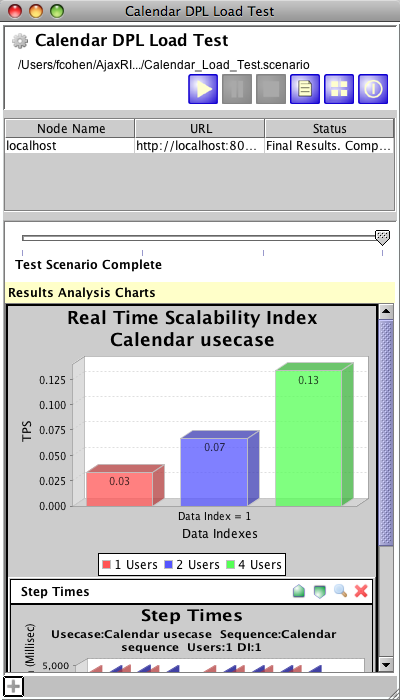 Calendar DPL Load Test
Calendar DPL Load Test
/Users/fcohen/AjaxRI.../Calendar_Load_Test.scenario
Node Name URL Status
localhost http://localhost:80... Final Results. Comp...
Test Scenario Complete
Results Analysis Charts
Real Time Scalability Index
Calendar usecase
TPS
0.125
0.100
0.075
0.050
0.025
0.000
0.03
0.07
0.13
Data Index = 1
Data Indexes
1 Users 2 Users 4 Users
Step Times
Step Times
Usecase:Calendar usecase Sequence:Calendar
sequence Users:1 DI:1
(Millisec)
5,000